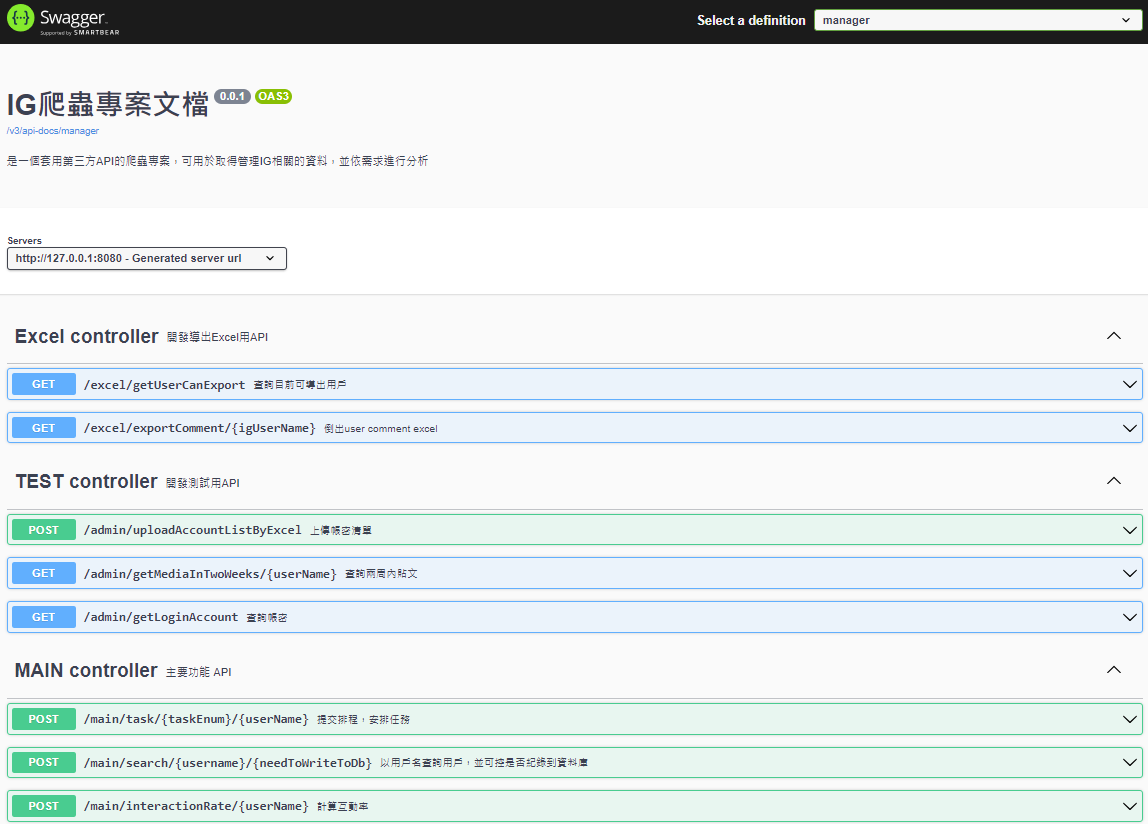 Swagger
Supported by SMARTBEAR
Select a definition
manager
IG爬蟲專案文檔 0.0.1 OAS3
/v3/api-docs/manager
是一個套用第三方API的爬蟲專案，可用於取得管理IG相關的資料，並依需求進行分析
Servers
http://127.0.0.1:8080 - Generated server url
Excel controller 開發導出Excel用API
GET /excel/getUserCanExport 查詢目前可導出用戶
GET /excel/exportComment/{igUserName} 倒出user comment excel
TEST controller 開發測試用API
POST /admin/uploadAccountListByExcel 上傳帳密清單
GET /admin/getMediaInTwoWeeks/{userName} 查詢兩周內貼文
GET /admin/getLoginAccount 查詢帳密
MAIN controller 主要功能 API
POST /main/task/{taskEnum}/{userName} 提交排程，安排任務
POST /main/search/{username}/{needToWriteToDb} 以用戶名查詢用戶，並可控是否記錄到資料庫
POST /main/interactionRate/{userName} 計算互動率